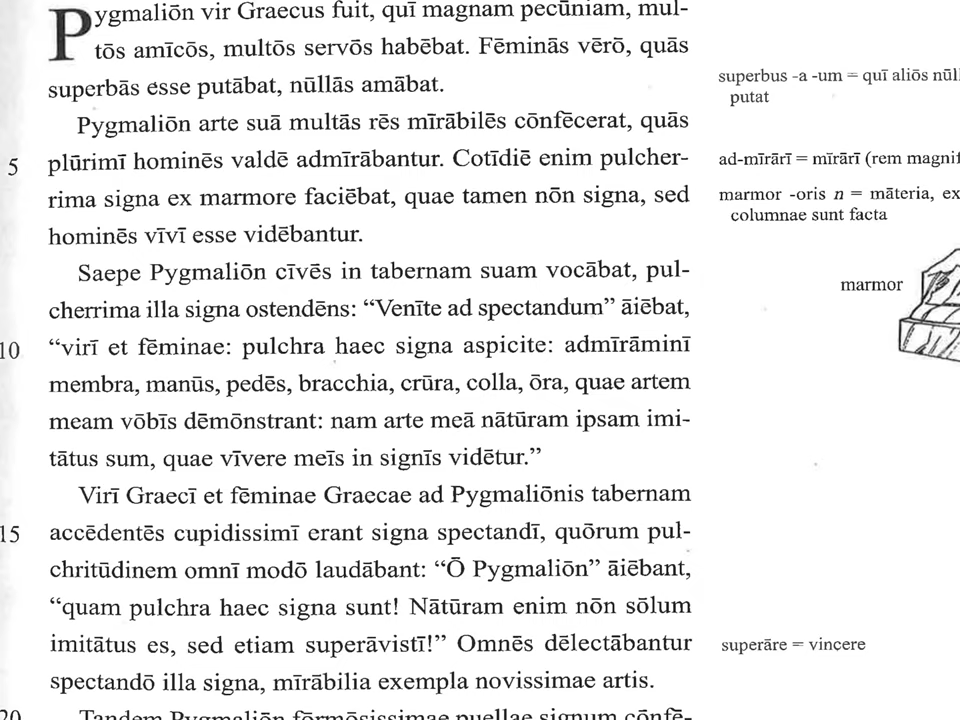 Pygmaliōn vir Graecus fuit, quī magnam pecūniam, mul-
tōs amīcōs, multōs servōs habēbat. Fēminās vērō, quās
superbās esse putābat, nūllās amābat.
Pygmaliōn arte suā multās rēs mīrābilēs cōnfēcerat, quās
5 plūrimī hominēs valdē admīrābantur. Cotīdiē enim pulcher-
rima signa ex marmore faciēbat, quae tamen nōn signa, sed
hominēs vīvī esse vidēbantur.
Saepe Pygmaliōn cīvēs in tabernam suam vocābat, pul-
cherrima illa signa ostendēns: “Venīte ad spectandum” āiēbat,
10 “virī et fēminae: pulchra haec signa aspicite: admīrāminī
membra, manūs, pedēs, bracchia, crūra, colla, ōra, quae artem
meam vōbīs dēmōnstrant: nam arte meā nātūram ipsam imi-
tātus sum, quae vīvere meīs in signīs vidētur.”
Virī Graecī et fēminae Graecae ad Pygmaliōnis tabernam
15 accēdentēs cupidissimī erant signa spectandī, quōrum pul-
chritūdinem omnī modō laudābant: “Ō Pygmaliōn” āiēbant,
“quam pulchra haec signa sunt! Nātūram enim nōn sōlum
imitātus es, sed etiam superāvistī!” Omnēs dēlectābantur
spectandō illa signa, mīrābilia exempla novissimae artis.
20 Tandem Pygmaliōn fōrmōsissimae puellae signum cōnfē-
superbus -a -um = quī aliōs nūll
putat
ad-mīrārī = mīrārī (rem magnif
marmor -oris n = māteria, ex
columnae sunt facta
marmor
superāre = vincere